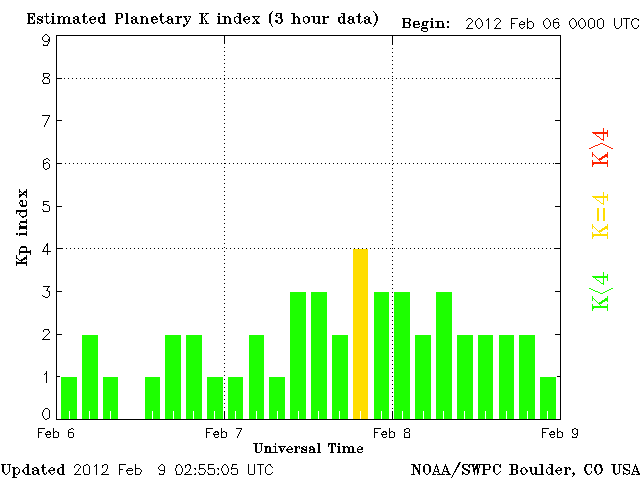 Estimated Planetary K index (3 hour data)
Begin: 2012 Feb 06 0000 UTC
9
8
7
6
5
4
3
2
1
0
Kp index
K>4
K=4
K<4
Feb 6
Feb 7
Feb 8
Feb 9
Universal Time
Updated 2012 Feb 9 02:55:05 UTC
NOAA/SWPC Boulder, CO USA